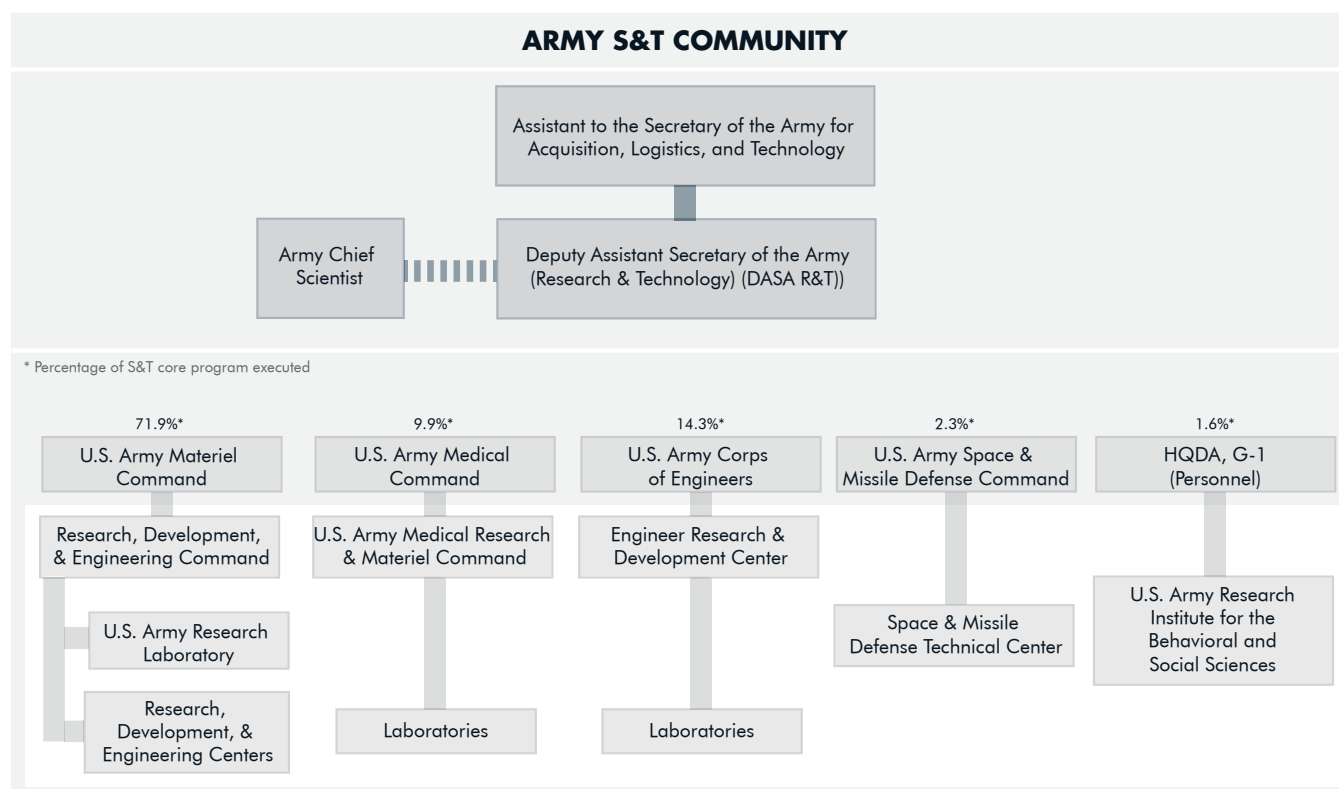 ARMY S&T COMMUNITY
Assistant to the Secretary of the Army for
Acquisition, Logistics, and Technology
Army Chief
Scientist
Deputy Assistant Secretary of the Army
(Research & Technology) (DASA R&T))
* Percentage of S&T core program executed
71.9%*
U.S. Army Materiel
Command
Research, Development,
& Engineering Command
U.S. Army Research
Laboratory
Research,
Development, &
Engineering Centers
9.9%*
U.S. Army Medical
Command
U.S. Army Medical Research
& Materiel Command
Laboratories
14.3%*
U.S. Army Corps
of Engineers
Engineer Research &
Development Center
Laboratories
2.3%*
U.S. Army Space &
Missile Defense Command
Space & Missile
Defense Technical Center
1.6%*
HQDA, G-1
(Personnel)
U.S. Army Research
Institute for the
Behavioral and
Social Sciences